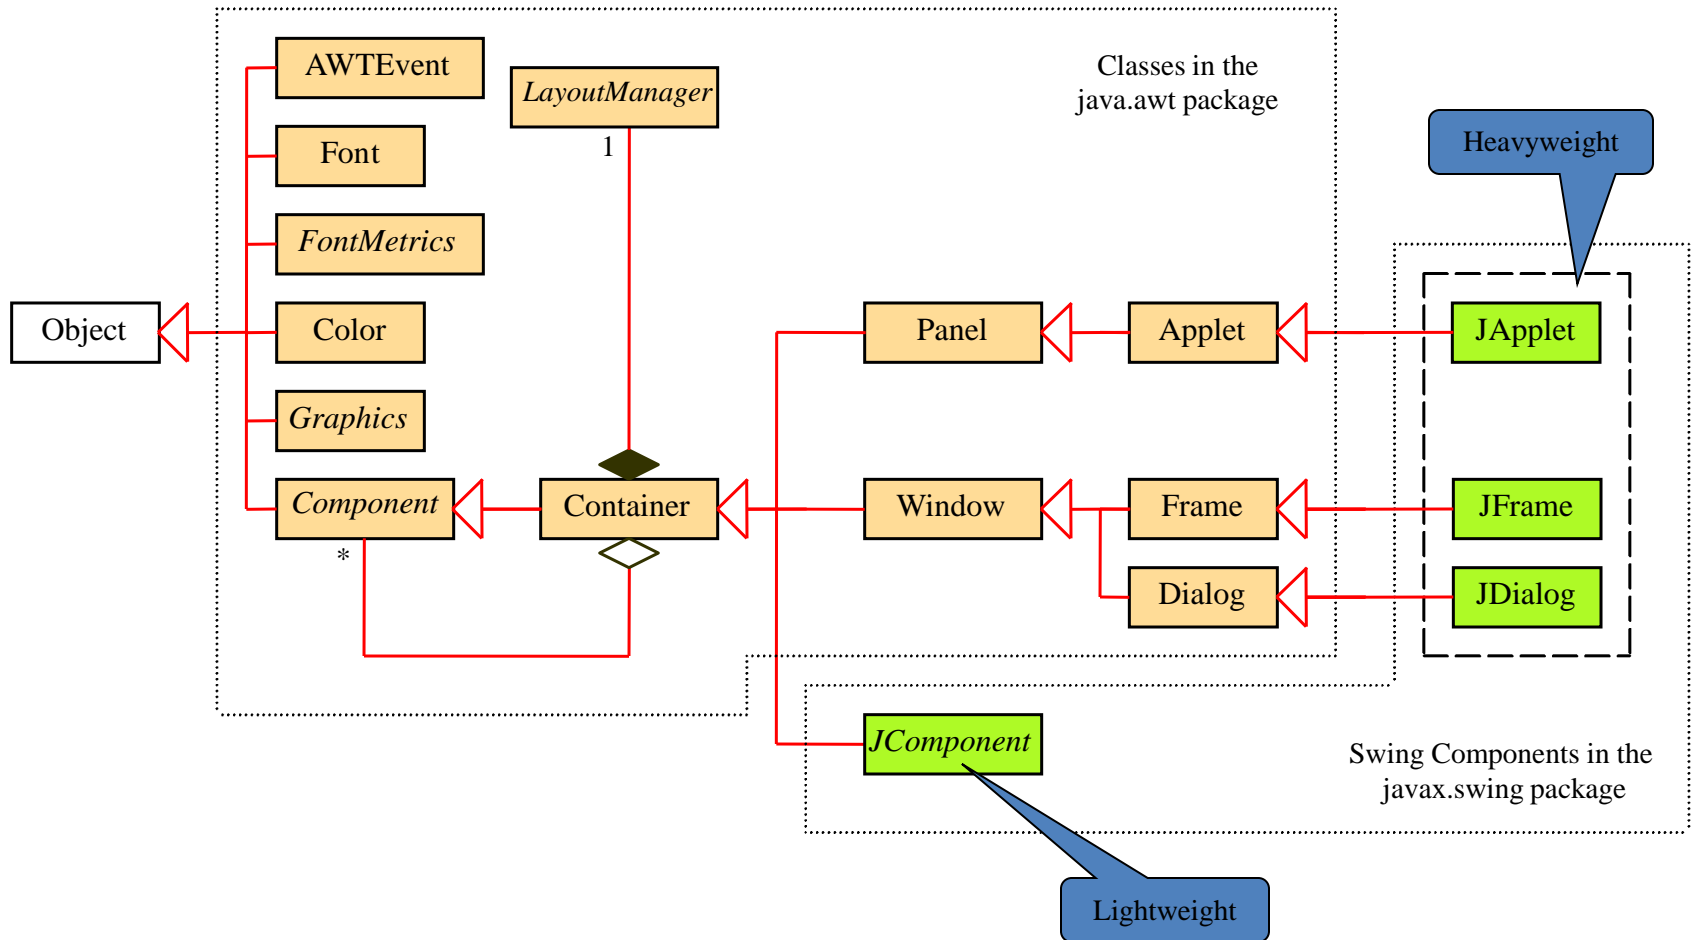 AWTEvent
LayoutManager
Classes in the
java.awt package
1
Heavyweight
Font
FontMetrics
Object
Color
Panel
Applet
JApplet
Graphics
Component
Container
Window
Frame
JFrame
*
Dialog
JDialog
JComponent
Swing Components in the
javax.swing package
Lightweight